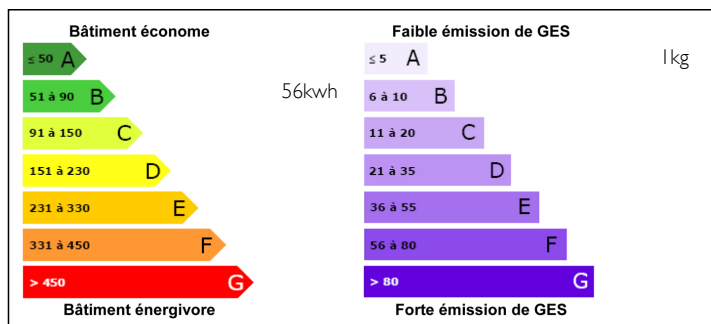 Bâtiment économe
≤ 50 A
51 à 90 B
56kwh
91 à 150 C
151 à 230 D
231 à 330 E
331 à 450 F
> 450 G
Bâtiment énergivore
Faible émission de GES
≤ 5 A
1kg
6 à 10 B
11 à 20 C
21 à 35 D
36 à 55 E
56 à 80 F
> 80 G
Forte émission de GES